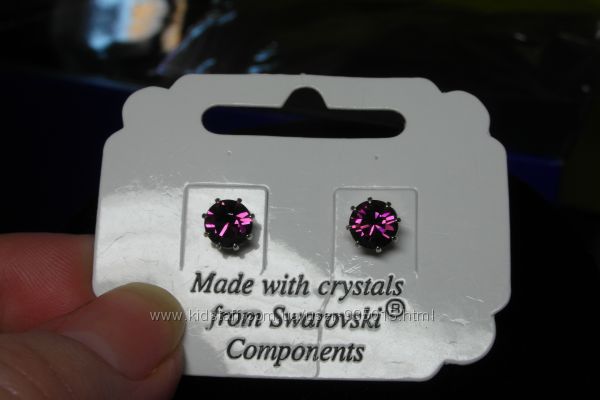 Made with crystals
from Swarovski®
Components